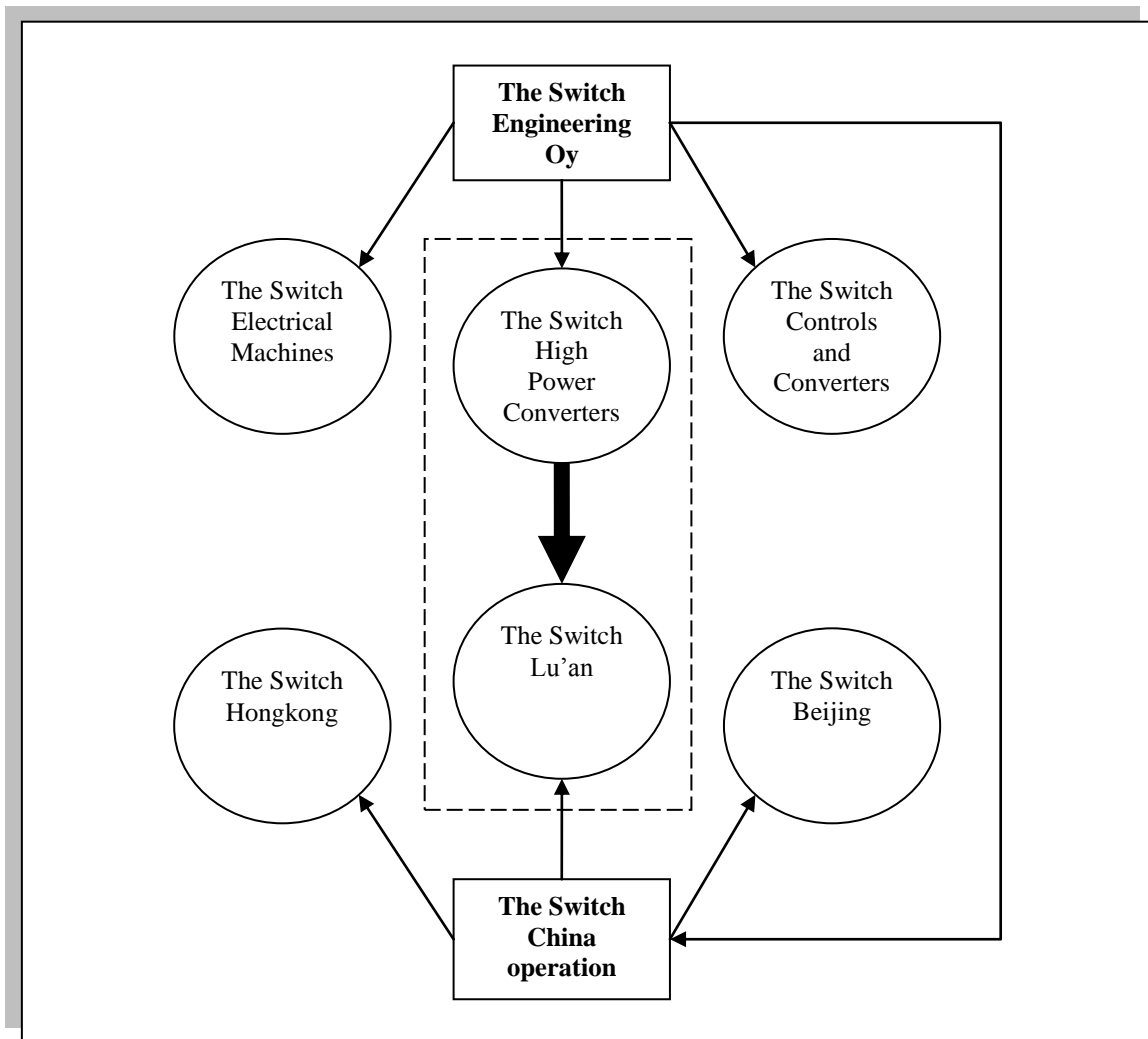 The Switch
Engineering
Oy
The Switch
Electrical
Machines
The Switch
High
Power
Converters
The Switch
Controls
and
Converters
The Switch
Hongkong
The Switch
Lu’an
The Switch
Beijing
The Switch
China
operation